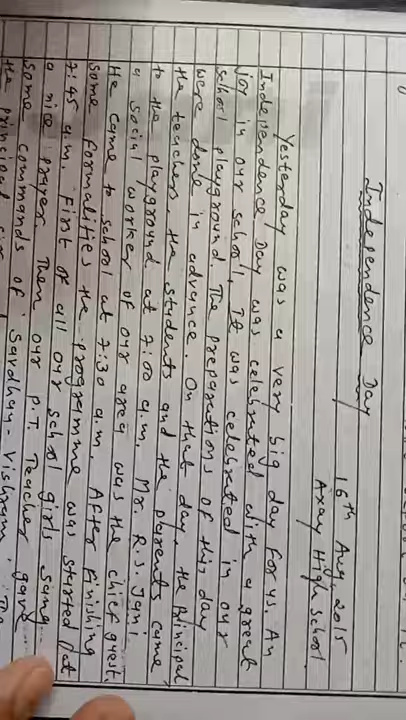 Independence Day
16th Aug, 2015
Axay High School
Yesterday was a very big day for us. An
Independence Day was celebrated with a great
joy in our school. It was celebrated in our
school playground. The preparations of this day
were done in advance. On that day, the Principal
the teachers, the students and the parents came
to the playground at 7:00 a.m. Mr. R.S. Jani
a social worker of our area was the chief guest.
He came to school at 7:30 a.m. After finishing
some formalities the programme was started at
7:45 a.m. First of all our school girls sang
a nice prayer. Then our P.T. Teacher gave
some commands of Savdhan-Vishram. The
the principal